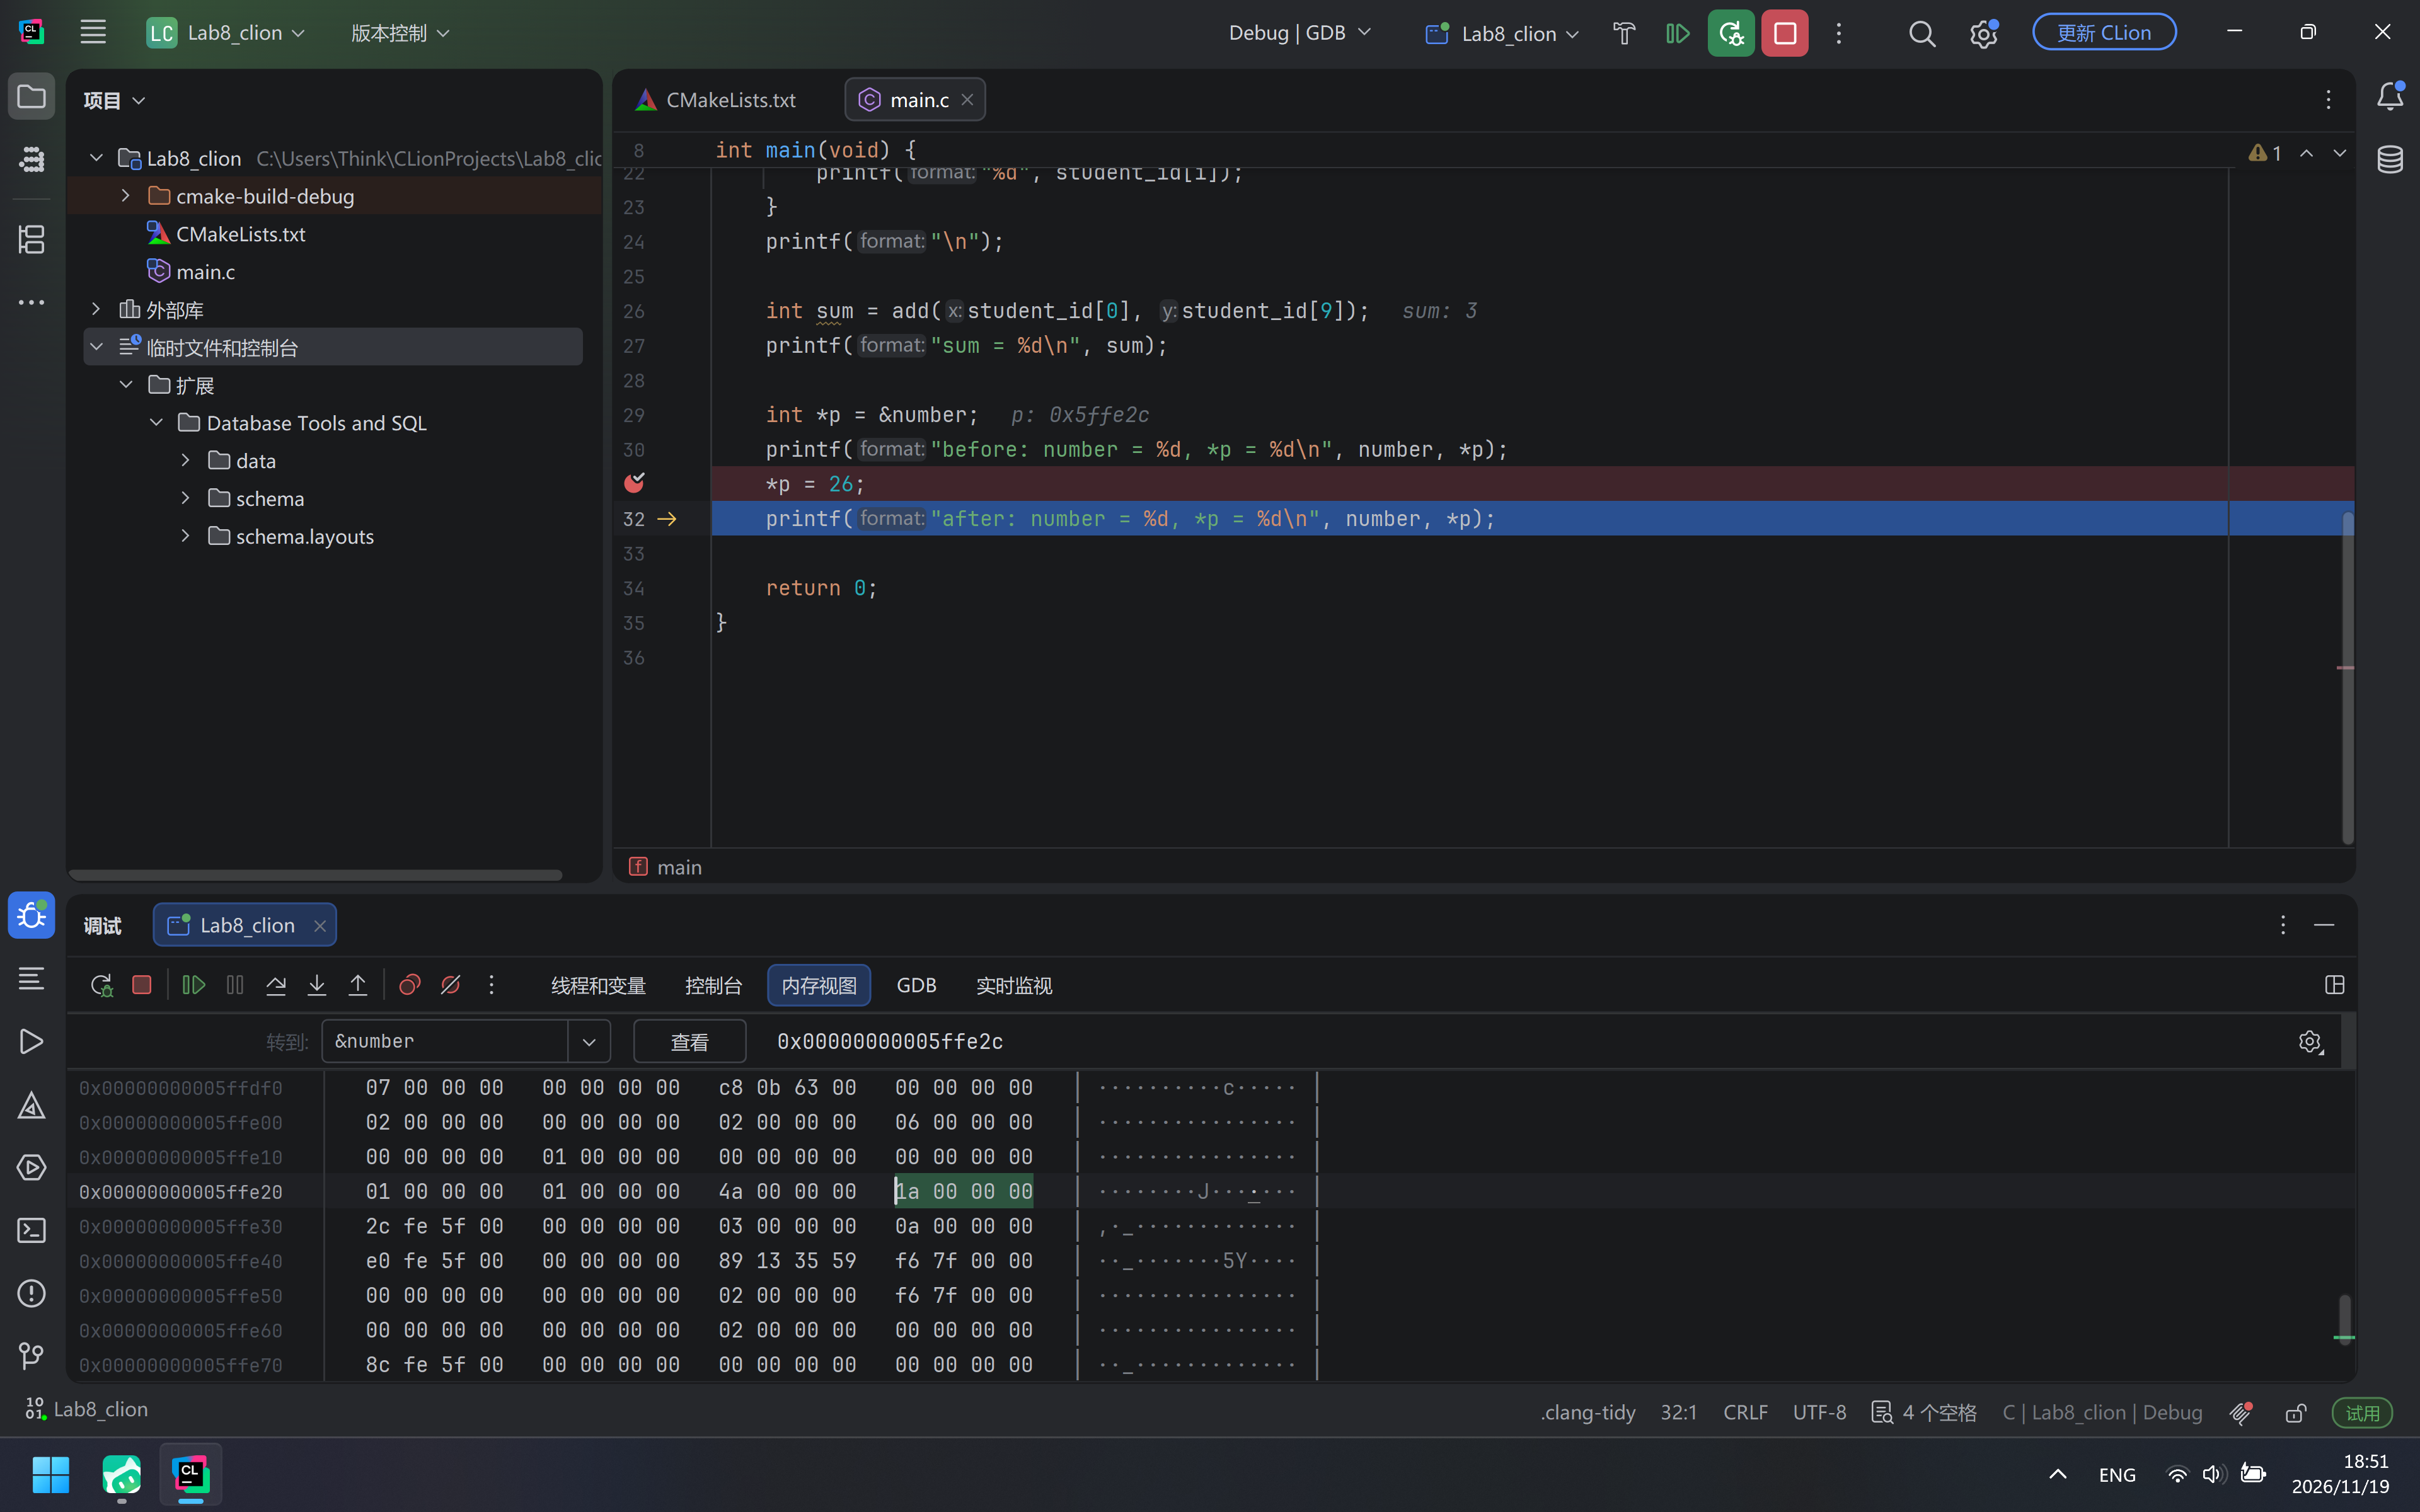 LC Lab8_clion 版本控制 Debug | GDB Lab8_clion 更新 CLion
项目
Lab8_clion C:\Users\Think\CLionProjects\Lab8_clic
cmake-build-debug
CMakeLists.txt
main.c
外部库
临时文件和控制台
扩展
Database Tools and SQL
data
schema
schema.layouts
CMakeLists.txt main.c
8 int main(void) {
1
22 printf(format: "%d", student_id[i]);
23 }
24 printf(format: "\n");
25
26 int sum = add(x: student_id[0], y: student_id[9]); sum: 3
27 printf(format: "sum = %d\n", sum);
28
29 int *p = &number; p: 0x5ffe2c
30 printf(format: "before: number = %d, *p = %d\n", number, *p);
*p = 26;
32 printf(format: "after: number = %d, *p = %d\n", number, *p);
33
34 return 0;
35 }
36
f main
调试 Lab8_clion
线程和变量 控制台 内存视图 GDB 实时监视
转到: &number 查看 0x00000000005ffe2c
0x00000000005ffdf0 07 00 00 00 00 00 00 00 c8 0b 63 00 00 00 00 00 | ··········c····· |
0x00000000005ffe00 02 00 00 00 00 00 00 00 02 00 00 00 06 00 00 00 | ················ |
0x00000000005ffe10 00 00 00 00 01 00 00 00 00 00 00 00 00 00 00 00 | ················ |
0x00000000005ffe20 01 00 00 00 01 00 00 00 4a 00 00 00 1a 00 00 00 | ········J······· |
0x00000000005ffe30 2c fe 5f 00 00 00 00 00 03 00 00 00 0a 00 00 00 | ,·_············· |
0x00000000005ffe40 e0 fe 5f 00 00 00 00 00 89 13 35 59 f6 7f 00 00 | ··_·······5Y···· |
0x00000000005ffe50 00 00 00 00 00 00 00 00 02 00 00 00 f6 7f 00 00 | ················ |
0x00000000005ffe60 00 00 00 00 00 00 00 00 02 00 00 00 00 00 00 00 | ················ |
0x00000000005ffe70 8c fe 5f 00 00 00 00 00 00 00 00 00 00 00 00 00 | ··_············· |
Lab8_clion .clang-tidy 32:1 CRLF UTF-8 4 个空格 C | Lab8_clion | Debug 试用
ENG 18:51
2026/11/19